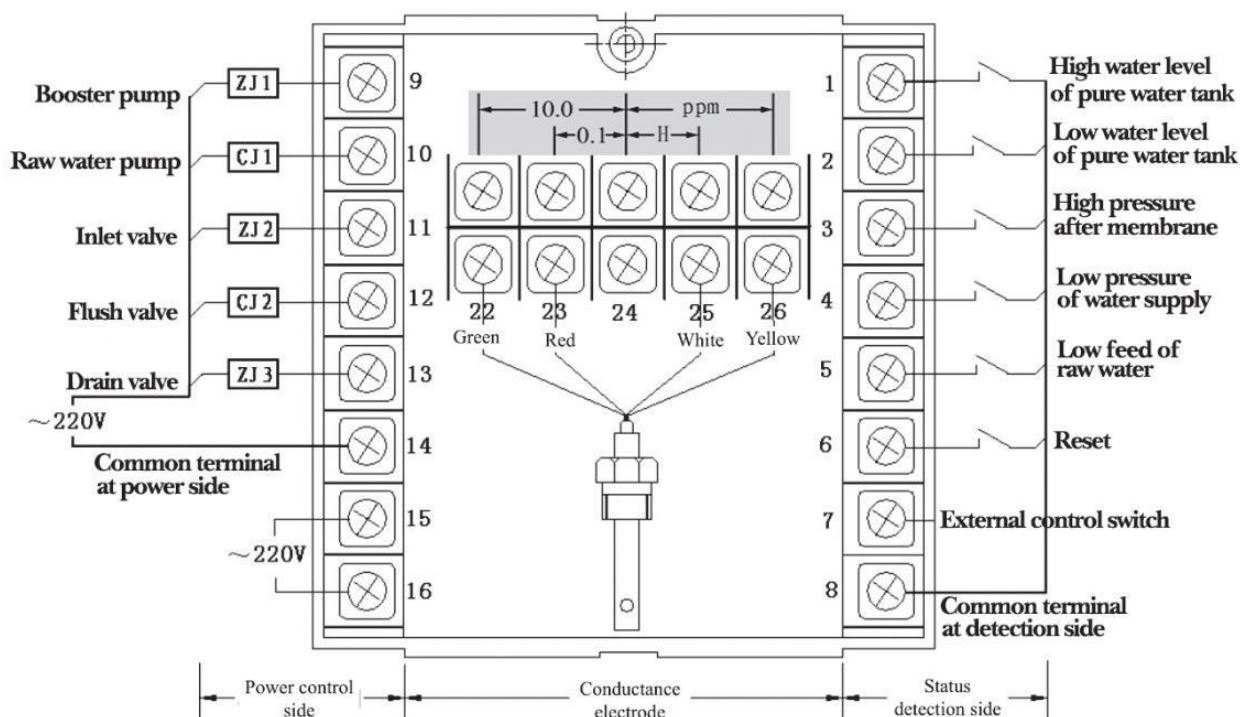 Booster pump
ZJ1
9
Raw water pump
CJ1
10
Inlet valve
ZJ2
11
Flush valve
CJ2
12
Drain valve
ZJ3
13
~220V
14
Common terminal
at power side
15
~220V
16
10.0
ppm
0.1
H
22
23
24
25
26
Green
Red
White
Yellow
1
High water level
of pure water tank
2
Low water level
of pure water tank
3
High pressure
after membrane
4
Low pressure
of water supply
5
Low feed of
raw water
6
Reset
7
External control switch
8
Common terminal
at detection side
Power control
side
Conductance
electrode
Status
detection side